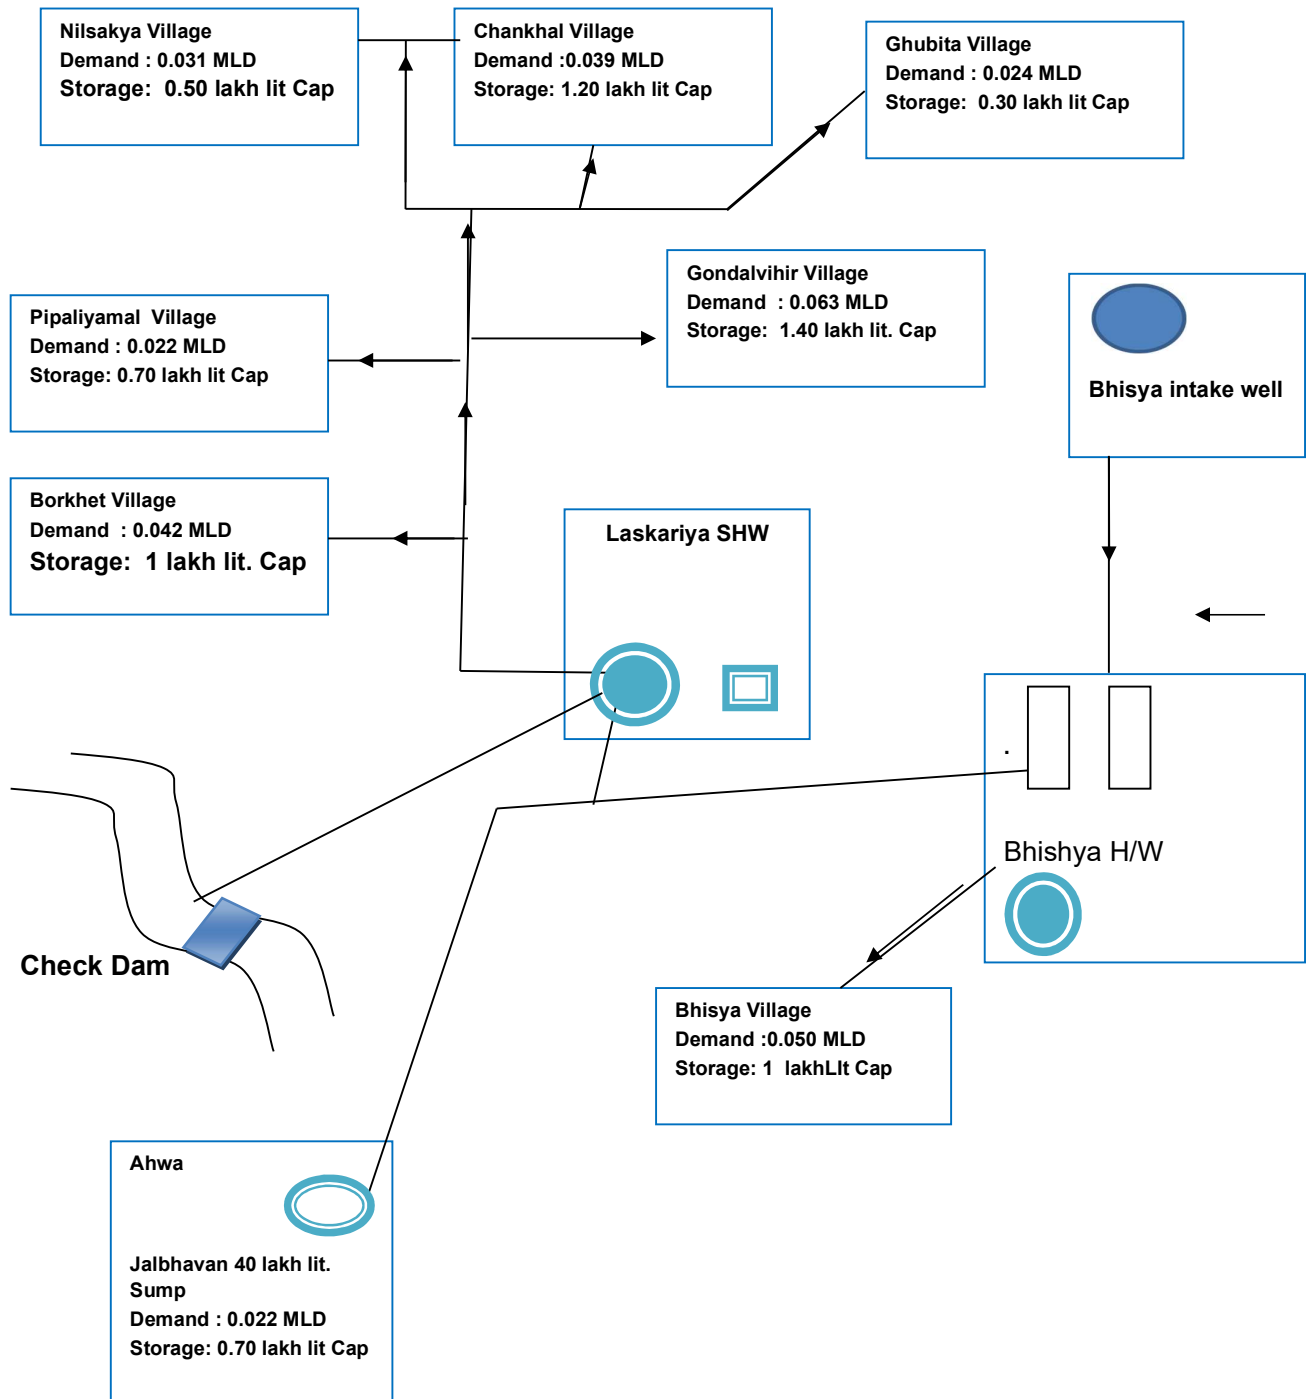 Nilsakya Village
Demand : 0.031 MLD
Storage:  0.50 lakh lit Cap
Chankhal Village
Demand :0.039 MLD
Storage: 1.20 lakh lit Cap
Ghubita Village
Demand : 0.024 MLD
Storage:  0.30 lakh lit Cap
Gondalvihir Village
Demand  : 0.063 MLD
Storage:  1.40 lakh lit. Cap
Pipaliyamal  Village
Demand : 0.022 MLD
Storage: 0.70 lakh lit Cap
Bhisya intake well
Borkhet Village
Demand  : 0.042 MLD
Storage:  1 lakh lit. Cap
Laskariya SHW
.
Bhishya H/W
Check Dam
Bhisya Village
Demand :0.050 MLD
Storage: 1  lakhLIt Cap
Ahwa
Jalbhavan 40 lakh lit.
Sump
Demand : 0.022 MLD
Storage: 0.70 lakh lit Cap